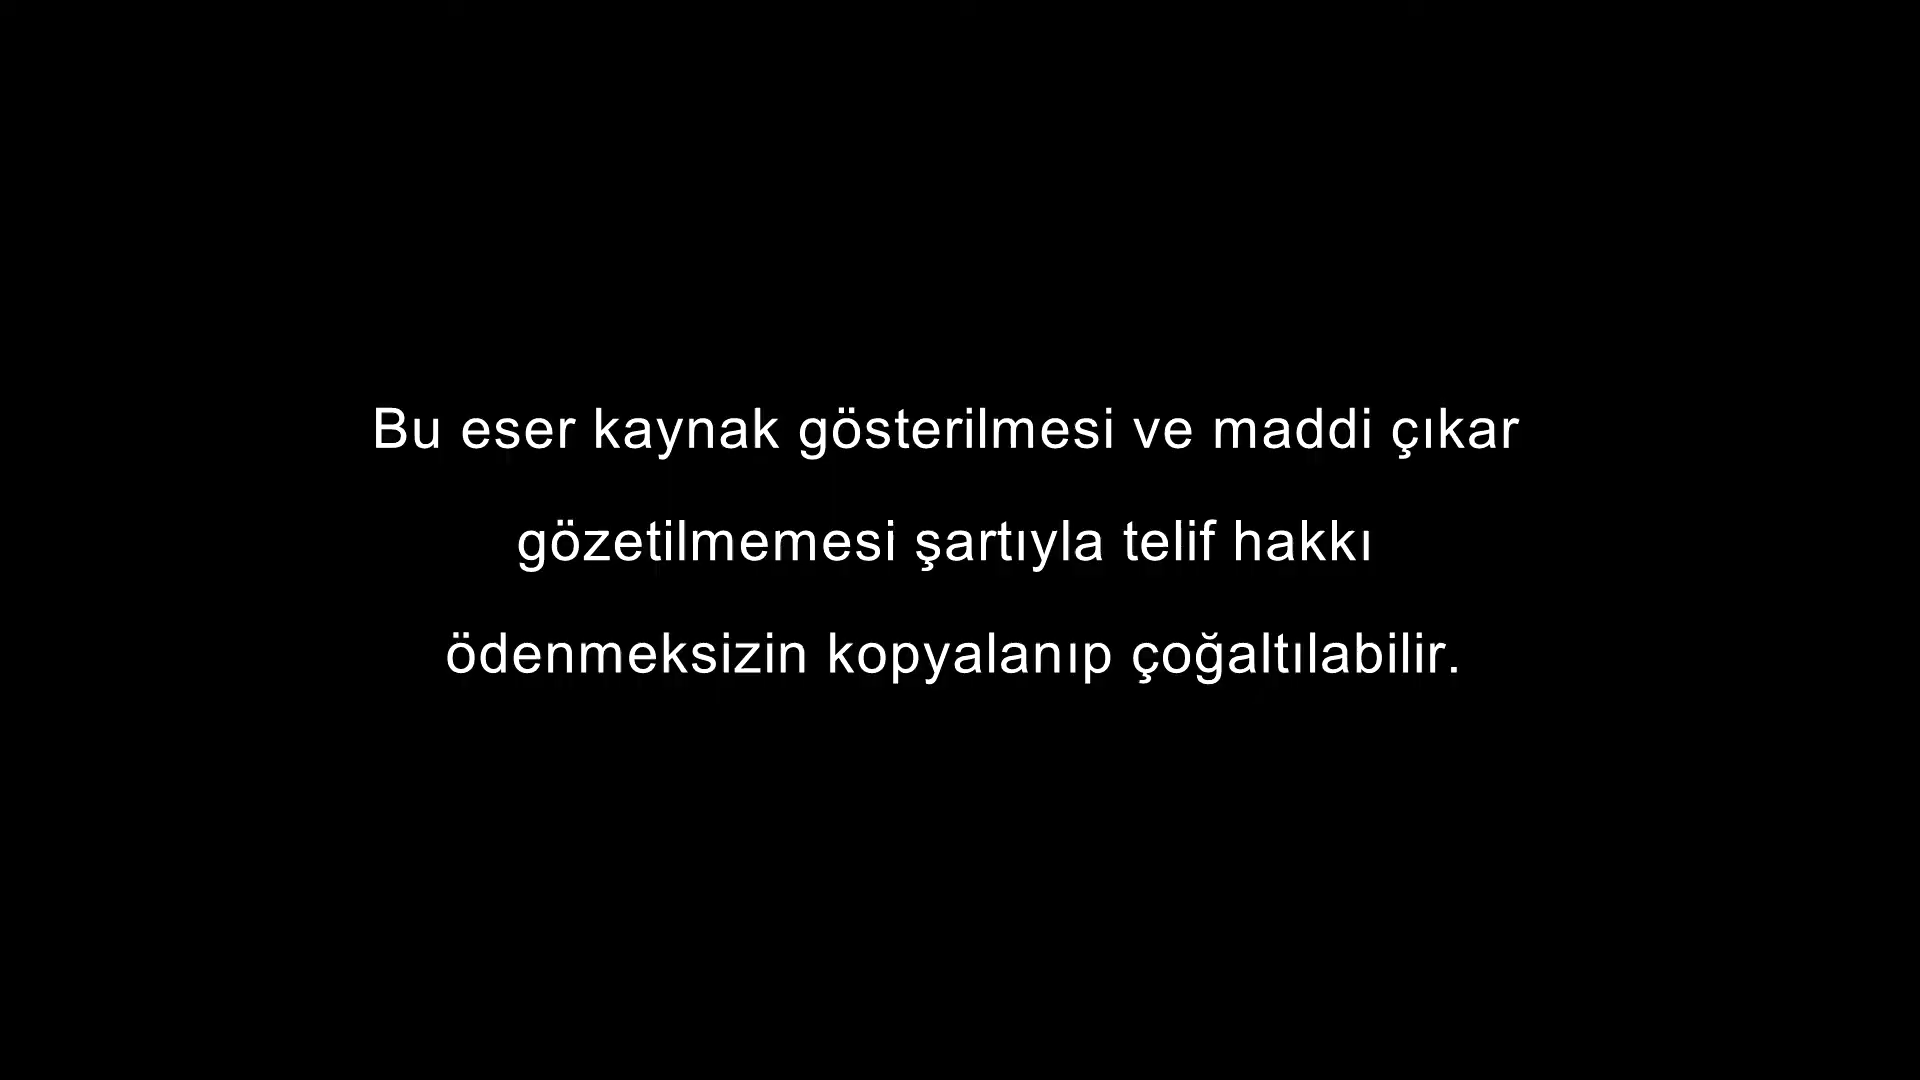 Bu eser kaynak gösterilmesi ve maddi çıkar
gözetilmemesi şartıyla telif hakkı
ödenmeksizin kopyalanıp çoğaltılabilir.